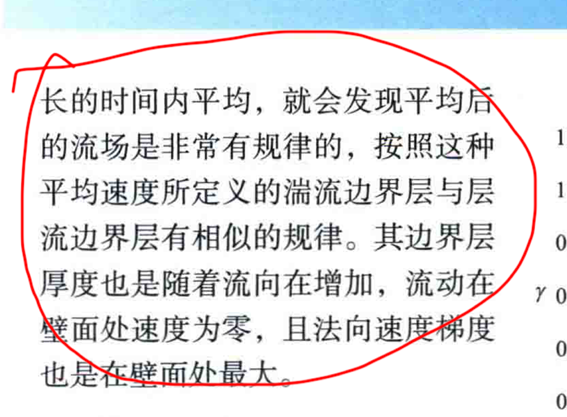 长的时间内平均，就会发现平均后
的流场是非常有规律的，按照这种
平均速度所定义的湍流边界层与层
流边界层有相似的规律。其边界层
厚度也是随着流向在增加，流动在
壁面处速度为零，且法向速度梯度
也是在壁面处最大。
1
1
0
γ 0
0
0